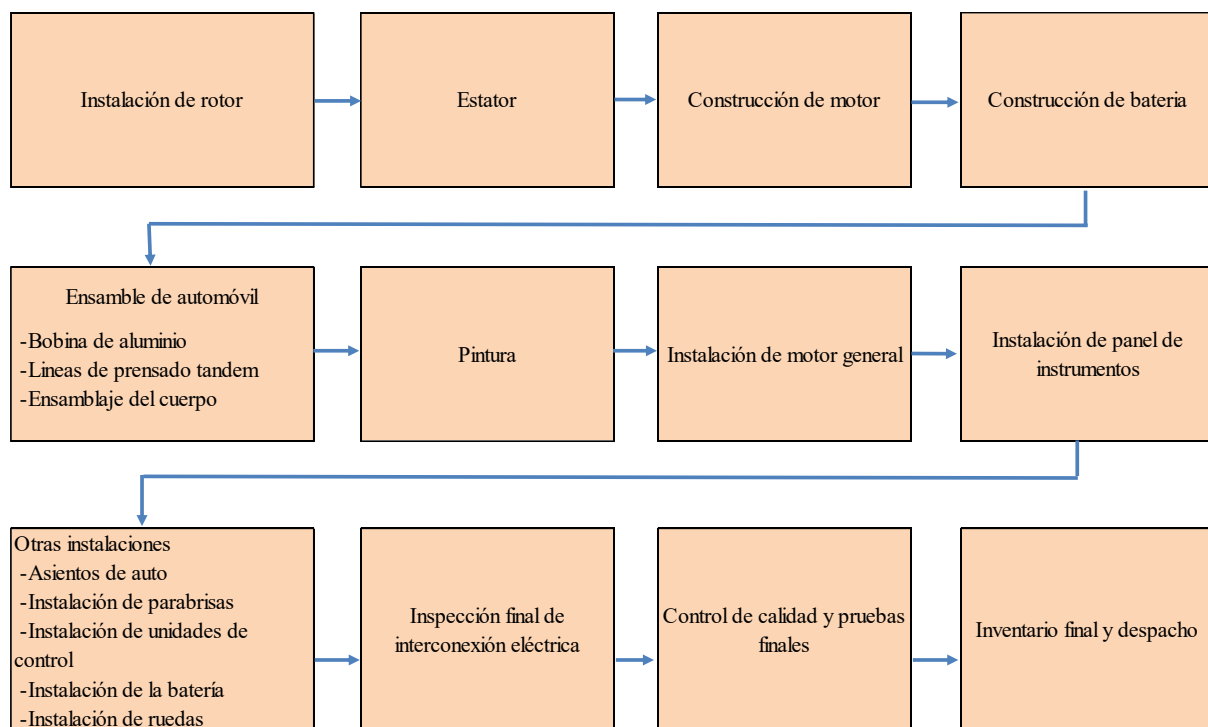 Instalación de rotor
Estator
Construcción de motor
Construcción de bateria
Ensamble de automóvil
-Bobina de aluminio
-Lineas de prensado tandem
-Ensamblaje del cuerpo
Pintura
Instalación de motor general
Instalación de panel de
instrumentos
Otras instalaciones
-Asientos de auto
-Instalación de parabrisas
-Instalación de unidades de
control
-Instalación de la batería
-Instalación de ruedas
Inspección final de
interconexión eléctrica
Control de calidad y pruebas
finales
Inventario final y despacho